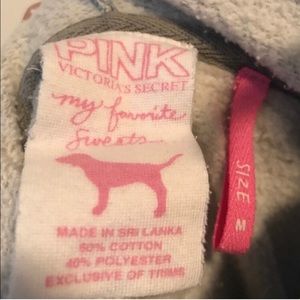 PINK
VICTORIA'S SECRET
my favorite
sweats...
MADE IN SRI LANKA
60% COTTON
40% POLYESTER
EXCLUSIVE OF TRIMS
SIZE M